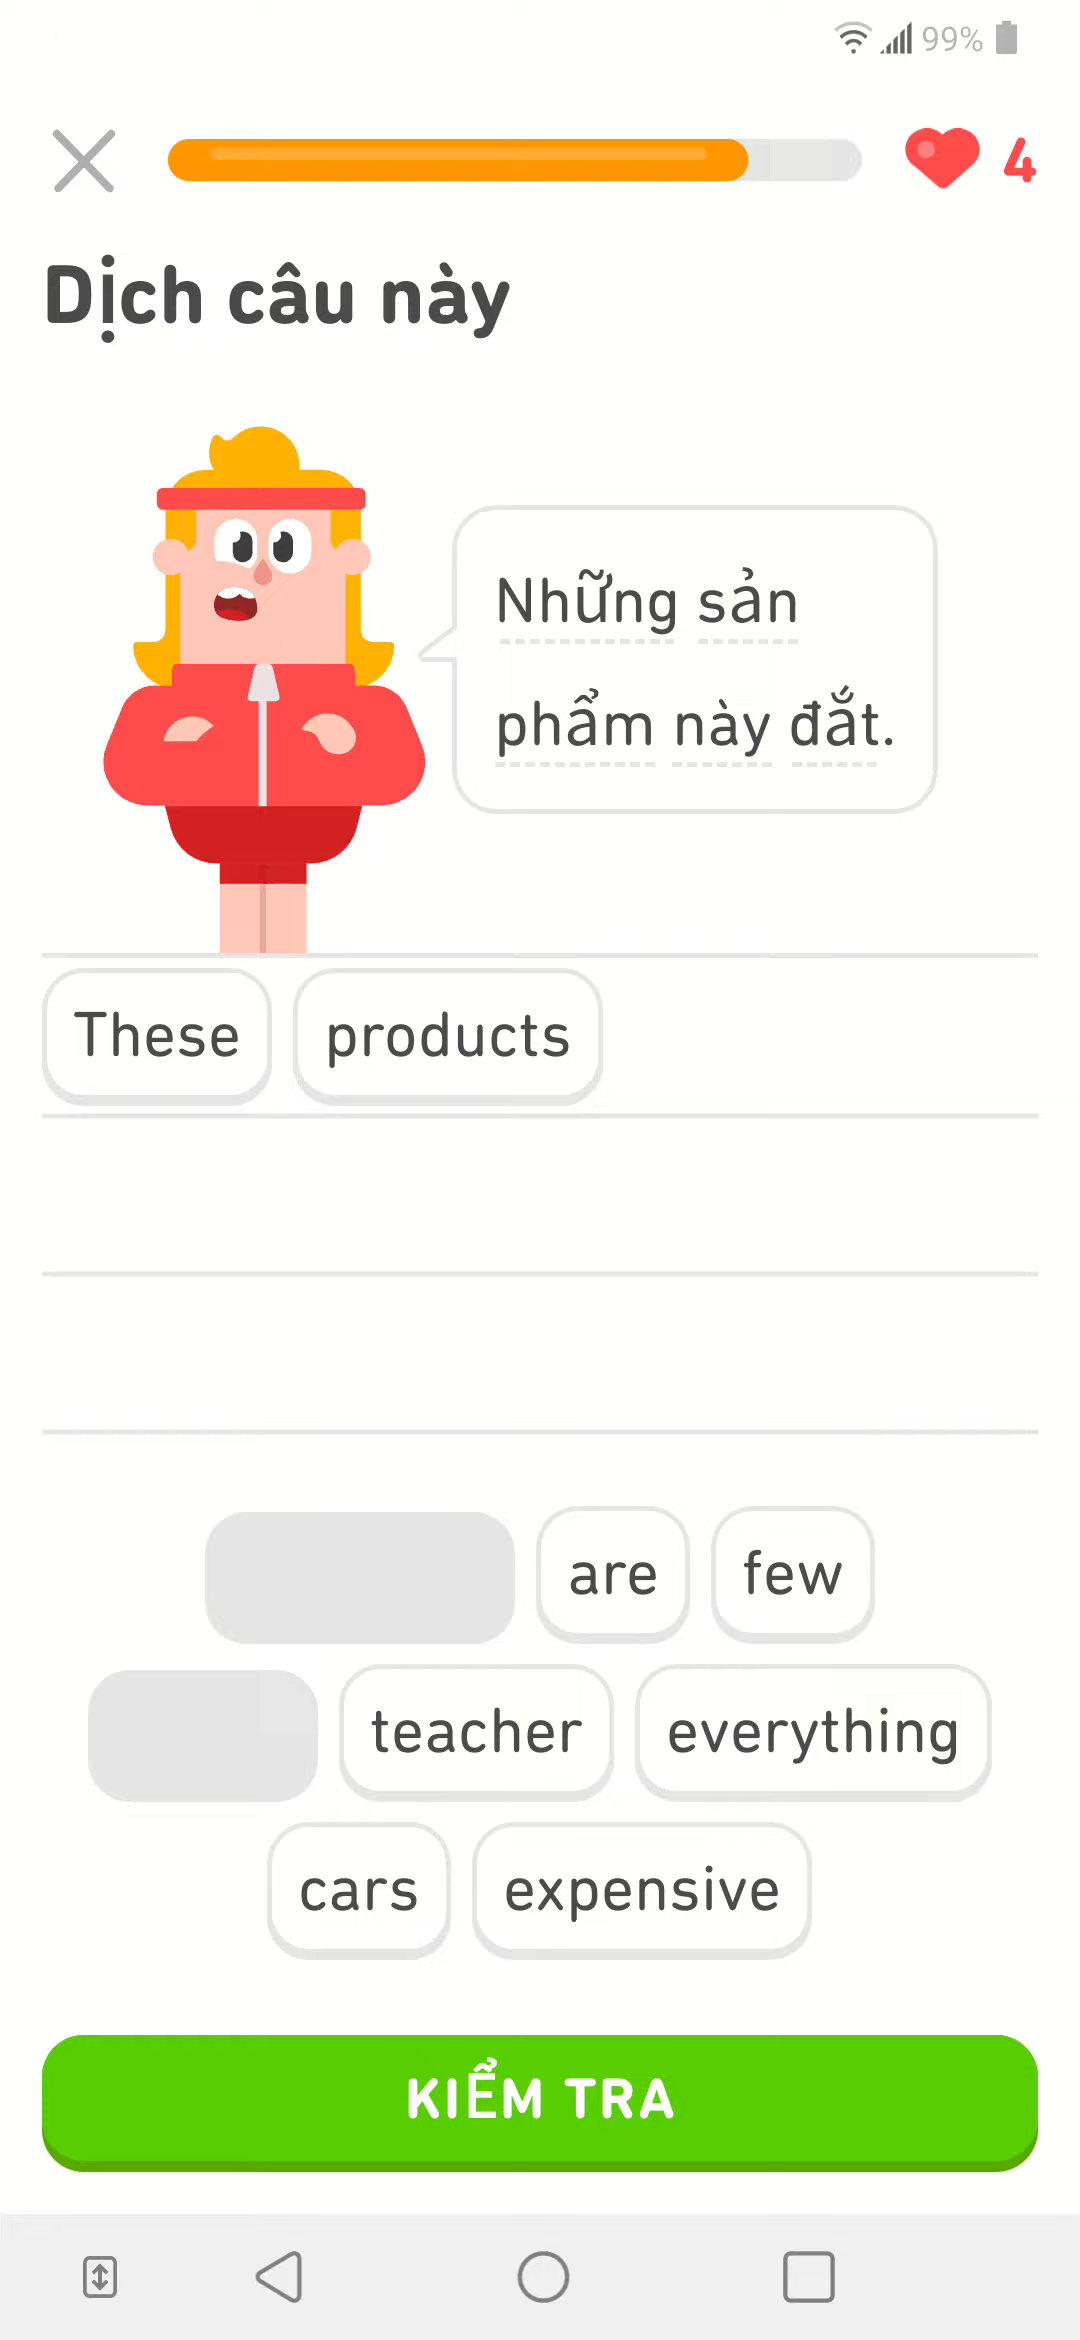 99%
4
Dịch câu này
Những sản
phẩm này đắt.
These products
are few
teacher everything
cars expensive
KIỂM TRA